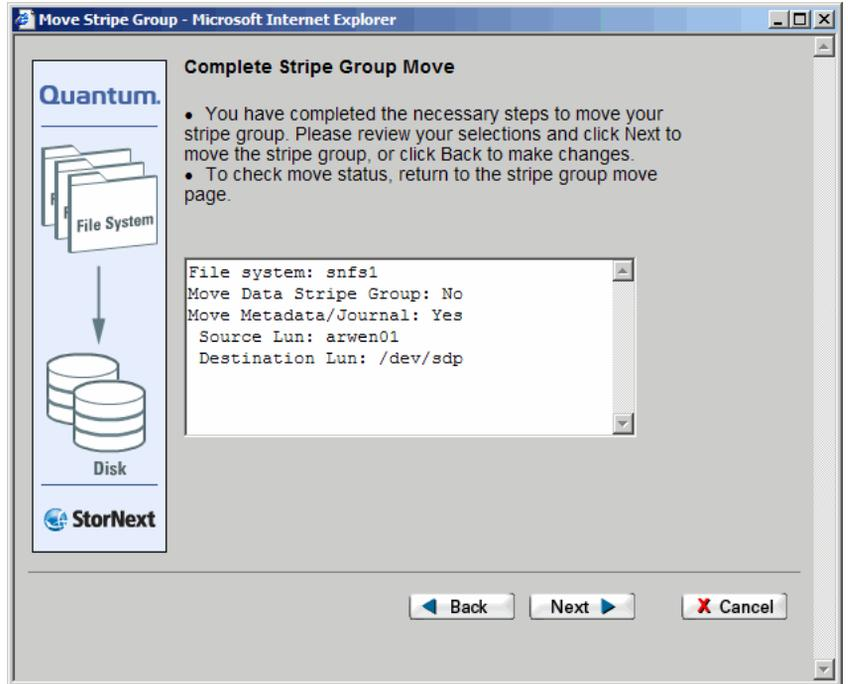 Move Stripe Group - Microsoft Internet Explorer
Quantum.
File System
Disk
StorNext
Complete Stripe Group Move
• You have completed the necessary steps to move your
stripe group. Please review your selections and click Next to
move the stripe group, or click Back to make changes.
• To check move status, return to the stripe group move
page.
File system: snfs1
Move Data Stripe Group: No
Move Metadata/Journal: Yes
Source Lun: arwen01
Destination Lun: /dev/sdp
Back
Next
X Cancel